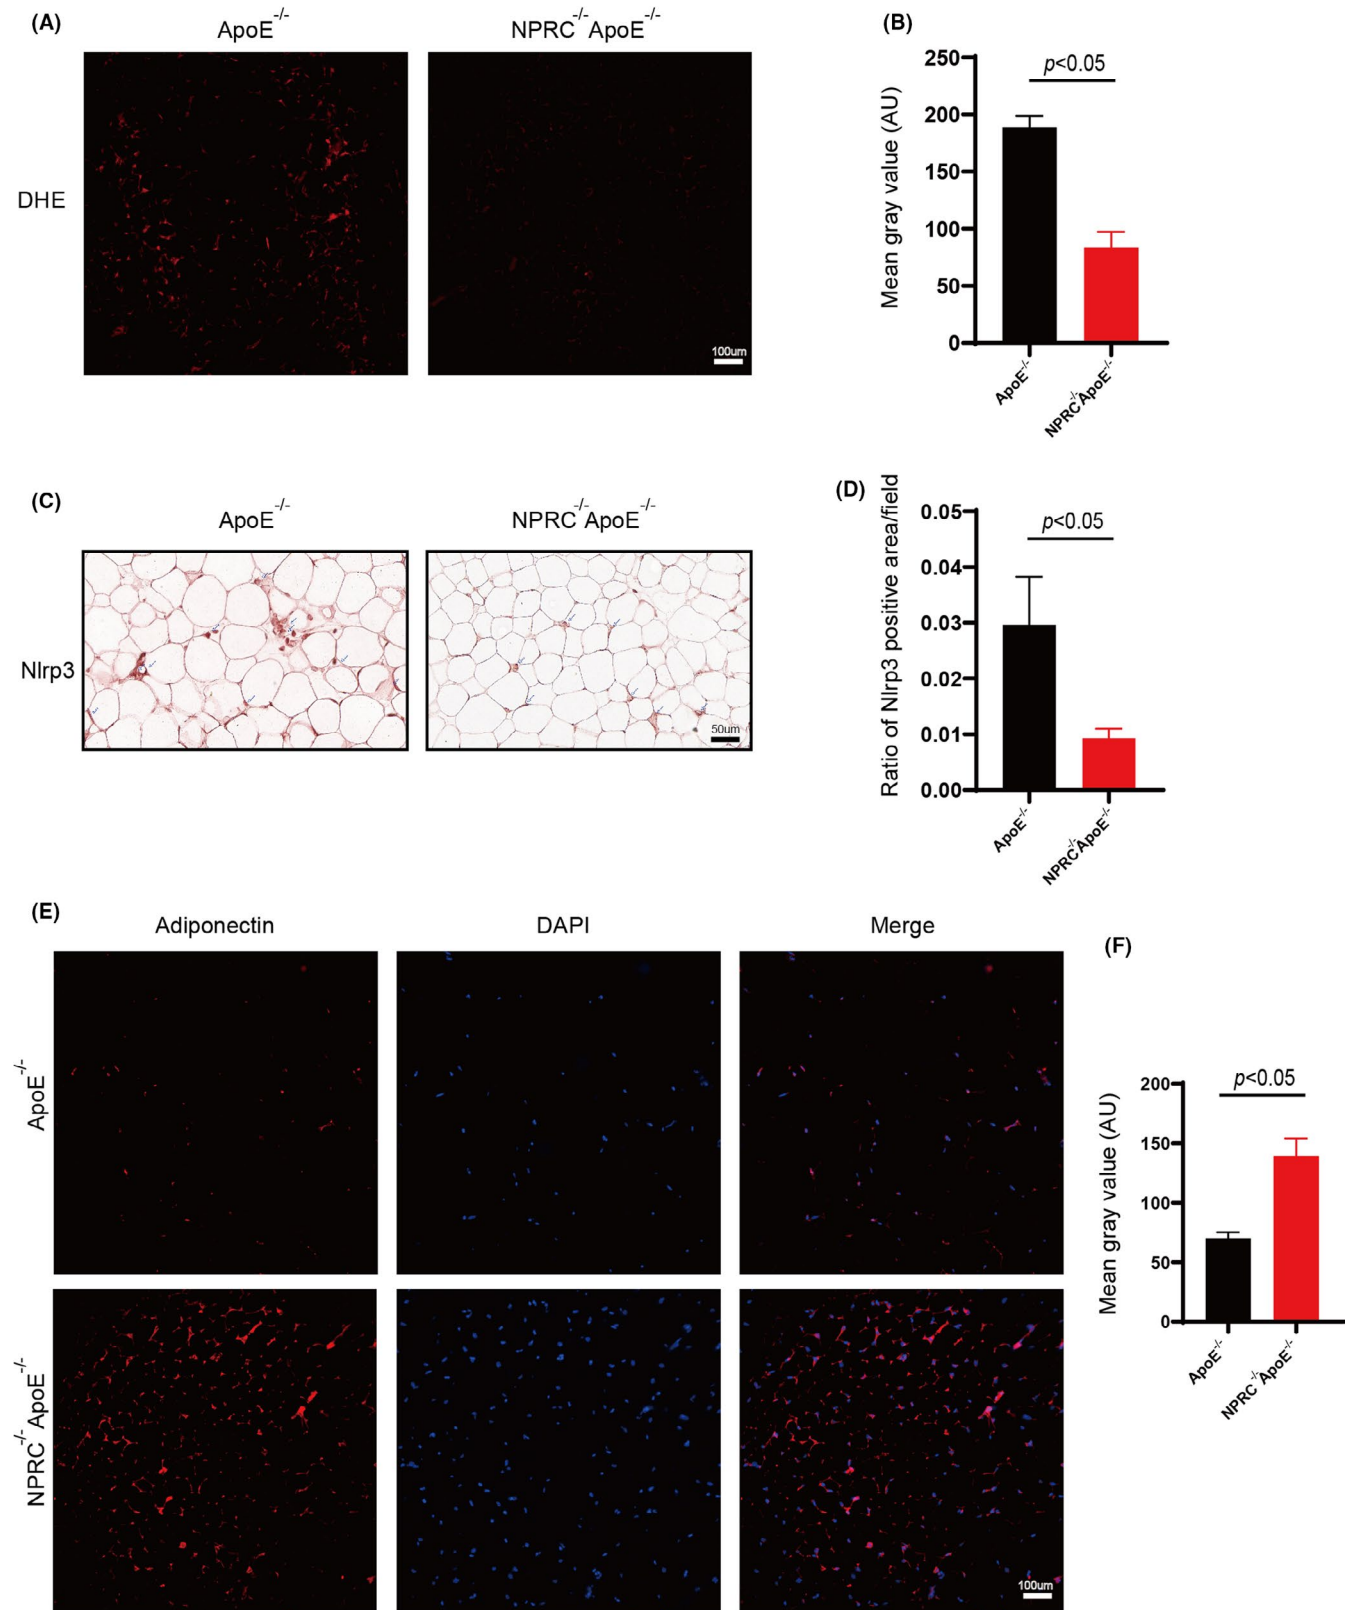 (A)
ApoE-/-
NPRC-/-ApoE-/-
DHE
100um
(B)
250
200
150
100
50
0
Mean gray value (AU)
p<0.05
ApoE-/-
NPRC-/-ApoE-/-
(C)
ApoE-/-
NPRC-/-ApoE-/-
Nlrp3
50um
(D)
0.05
0.04
0.03
0.02
0.01
0.00
Ratio of Nlrp3 positive area/field
p<0.05
ApoE-/-
NPRC-/-ApoE-/-
(E)
Adiponectin
DAPI
Merge
ApoE-/-
NPRC-/-ApoE-/-
100um
(F)
200
150
100
50
0
Mean gray value (AU)
p<0.05
ApoE-/-
NPRC-/-ApoE-/-